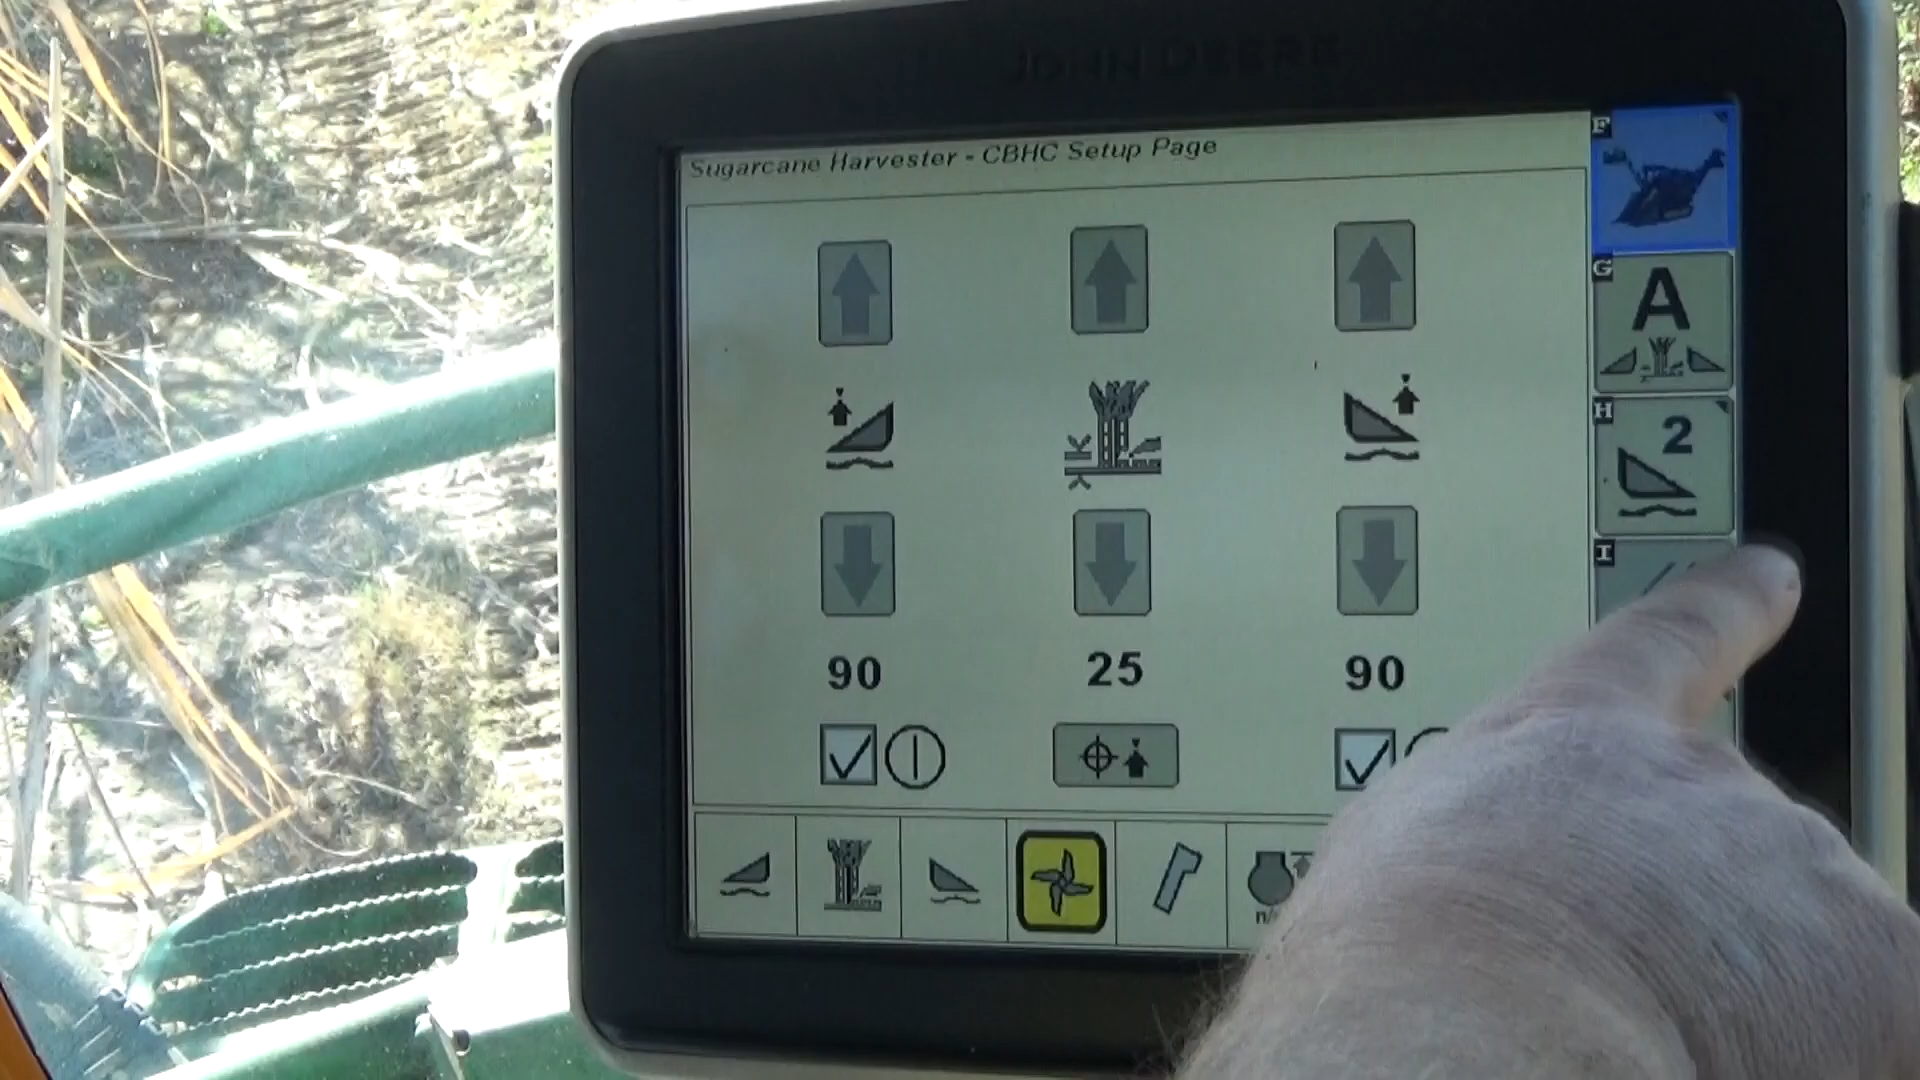 JOHN DEERE
Sugarcane Harvester - CBHC Setup Page
F
G
A
H
2
I
90 25 90